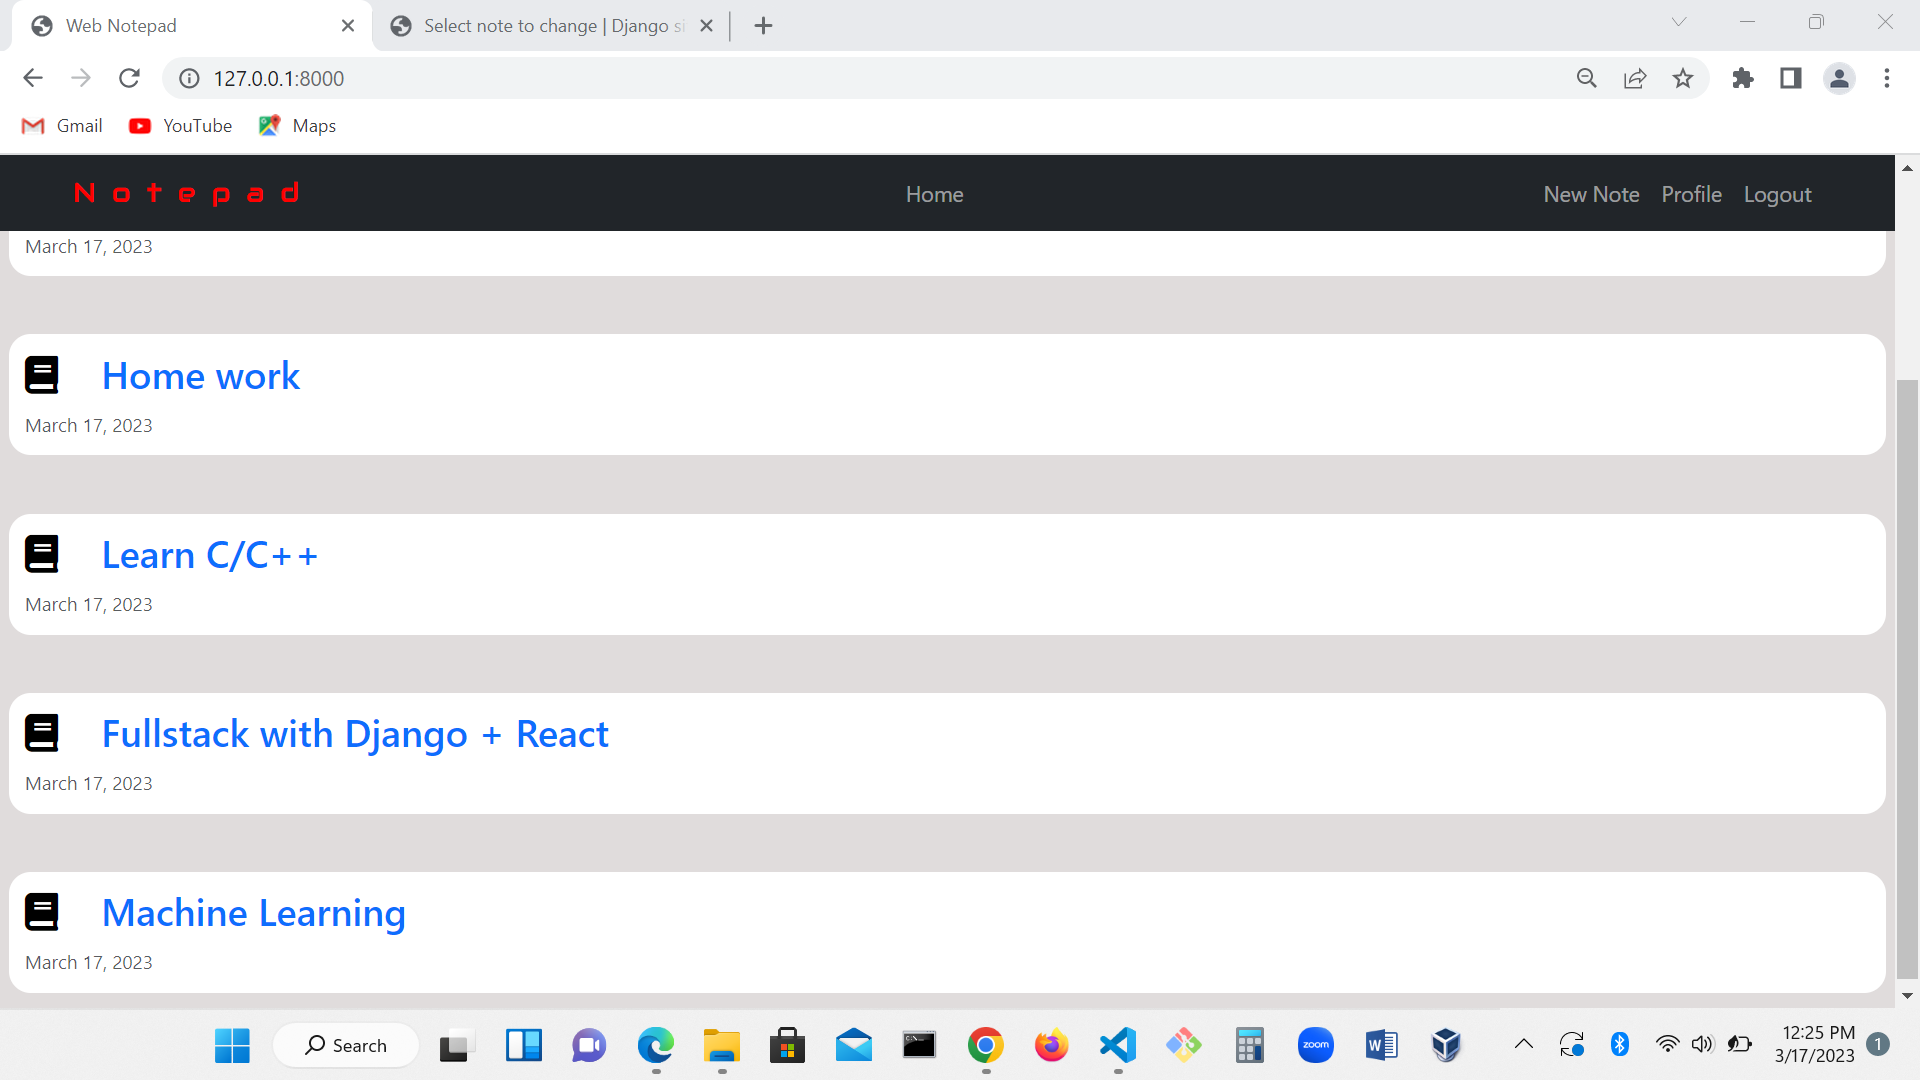 Web Notepad
Select note to change | Django si
127.0.0.1:8000
Gmail YouTube Maps
Notepad Home New Note Profile Logout
March 17, 2023
Home work
March 17, 2023
Learn C/C++
March 17, 2023
Fullstack with Django + React
March 17, 2023
Machine Learning
March 17, 2023
Search
zoom
12:25 PM
3/17/2023
1